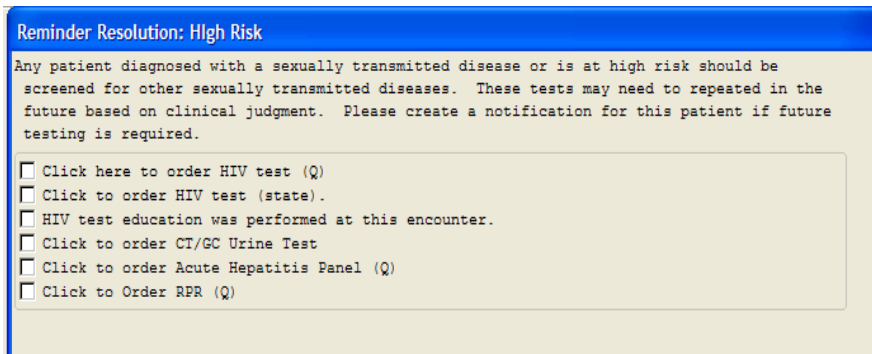 Reminder Resolution: HIgh Risk
Any patient diagnosed with a sexually transmitted disease or is at high risk should be
screened for other sexually transmitted diseases. These tests may need to repeated in the
future based on clinical judgment. Please create a notification for this patient if future
testing is required.
Click here to order HIV test (Q)
Click to order HIV test (state).
HIV test education was performed at this encounter.
Click to order CT/GC Urine Test
Click to order Acute Hepatitis Panel (Q)
Click to Order RPR (Q)